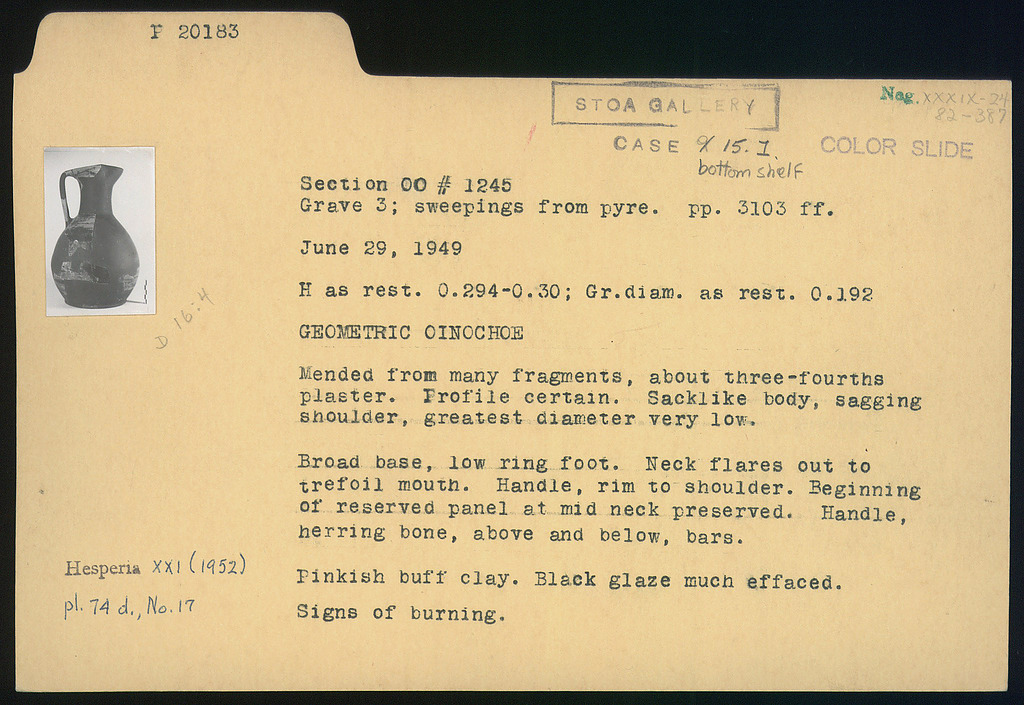 P 20183
STOA GALLERY
Neg. XXXIX-24
82-387
CASE 15.I
COLOR SLIDE
bottom shelf
Section OO # 1245
Grave 3; sweepings from pyre. pp. 3103 ff.
June 29, 1949
H as rest. 0.294-0.30; Gr.diam. as rest. 0.192
D 16:4
GEOMETRIC OINOCHOE
Mended from many fragments, about three-fourths
plaster. Profile certain. Sacklike body, sagging
shoulder, greatest diameter very low.
Broad base, low ring foot. Neck flares out to
trefoil mouth. Handle, rim to shoulder. Beginning
of reserved panel at mid neck preserved. Handle,
herring bone, above and below, bars.
Hesperia XXI (1952)
pl. 74 d., No. 17
Pinkish buff clay. Black glaze much effaced.
Signs of burning.